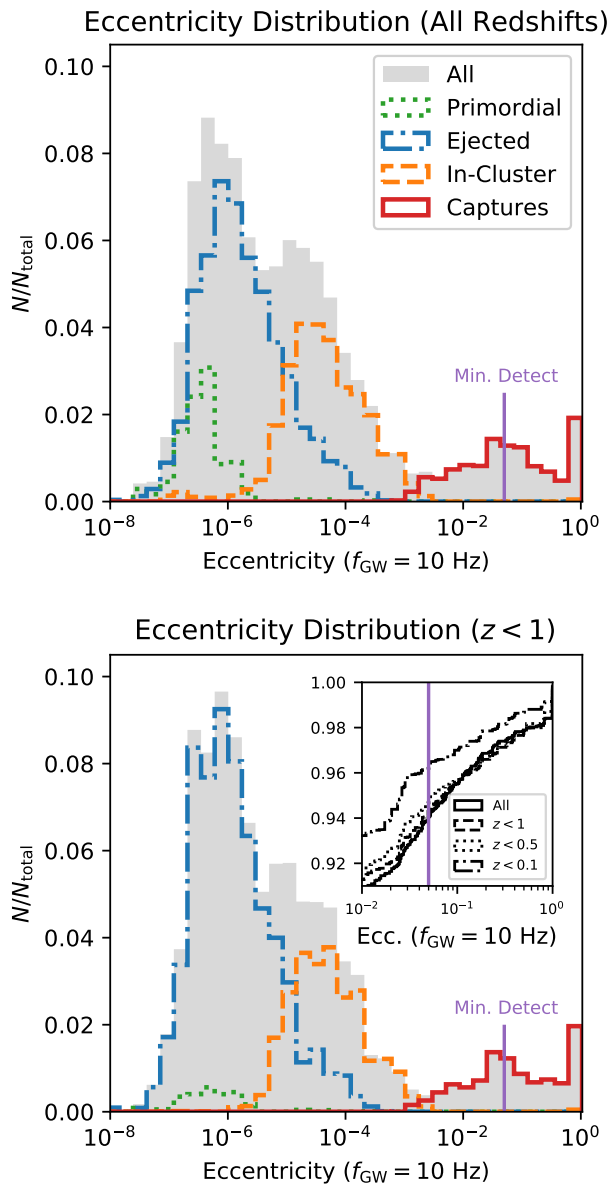 Eccentricity Distribution (All Redshifts)
0.10
0.08
0.06
0.04
0.02
0.00
N/N_total
All
Primordial
Ejected
In-Cluster
Captures
Min. Detect
10^−8
10^−6
10^−4
10^−2
10^0
Eccentricity (f_GW = 10 Hz)
Eccentricity Distribution (z < 1)
0.10
0.08
0.06
0.04
0.02
0.00
N/N_total
1.00
0.98
0.96
0.94
0.92
All
z < 1
z < 0.5
z < 0.1
10^−2
10^−1
10^0
Ecc. (f_GW = 10 Hz)
Min. Detect
10^−8
10^−6
10^−4
10^−2
10^0
Eccentricity (f_GW = 10 Hz)